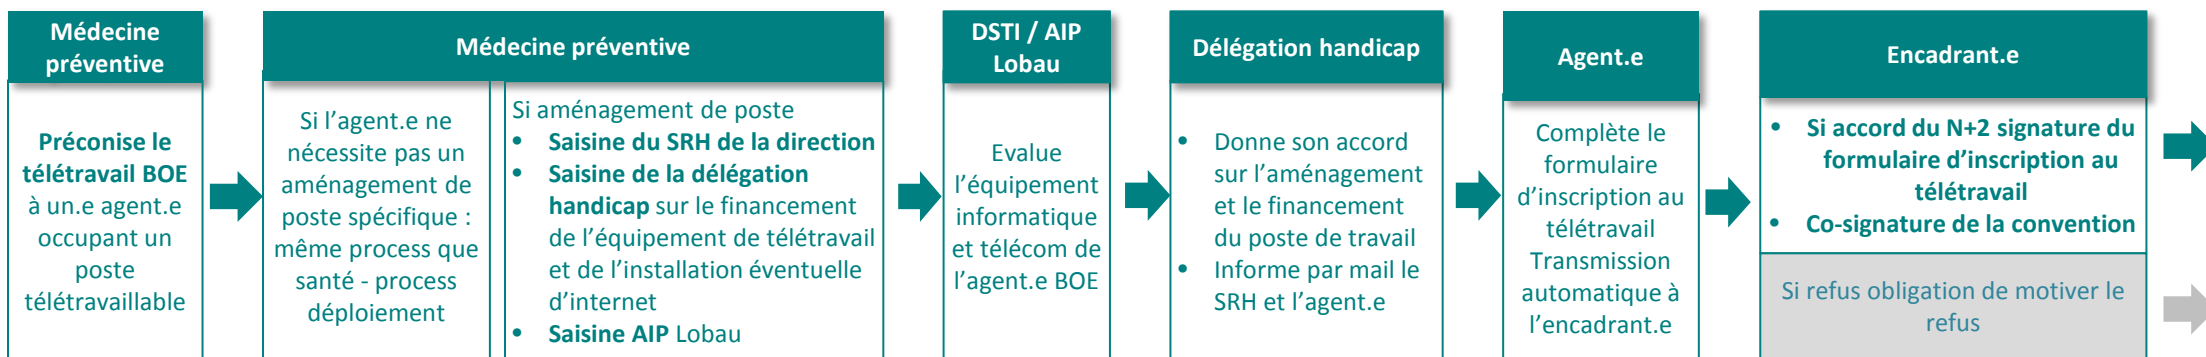 Médecine
préventive
Préconise le
télétravail BOE
à un.e agent.e
occupant un
poste
télétravaillable
Médecine préventive
Si l'agent.e ne
nécessite pas un
aménagement de
poste spécifique :
même process que
santé - process
déploiement
Si aménagement de poste
• Saisine du SRH de la direction
• Saisine de la délégation
handicap sur le financement
de l'équipement de télétravail
et de l'installation éventuelle
d'internet
• Saisine AIP Lobau
DSTI / AIP
Lobau
Evalue
l'équipement
informatique
et télécom de
l'agent.e BOE
Délégation handicap
• Donne son accord
sur l'aménagement
et le financement
du poste de travail
• Informe par mail le
SRH et l'agent.e
Agent.e
Complète le
formulaire
d'inscription au
télétravail
Transmission
automatique à
l'encadrant.e
Encadrant.e
• Si accord du N+2 signature du
formulaire d'inscription au
télétravail
• Co-signature de la convention
Si refus obligation de motiver le
refus